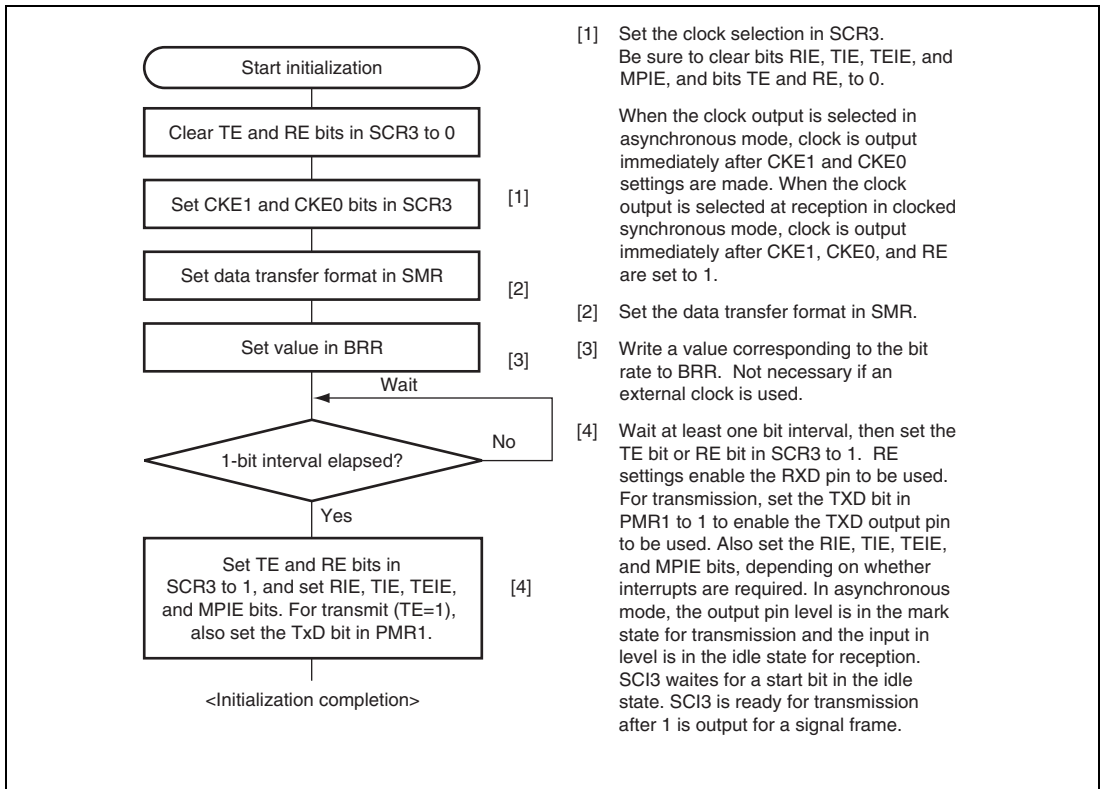 Start initialization
Clear TE and RE bits in SCR3 to 0
Set CKE1 and CKE0 bits in SCR3
[1]
Set data transfer format in SMR
[2]
Set value in BRR
[3]
Wait
1-bit interval elapsed?
No
Yes
Set TE and RE bits in
SCR3 to 1, and set RIE, TIE, TEIE,
and MPIE bits. For transmit (TE=1),
also set the TxD bit in PMR1.
[4]
<Initialization completion>
[1] Set the clock selection in SCR3.
Be sure to clear bits RIE, TIE, TEIE, and
MPIE, and bits TE and RE, to 0.
When the clock output is selected in
asynchronous mode, clock is output
immediately after CKE1 and CKE0
settings are made. When the clock
output is selected at reception in clocked
synchronous mode, clock is output
immediately after CKE1, CKE0, and RE
are set to 1.
[2] Set the data transfer format in SMR.
[3] Write a value corresponding to the bit
rate to BRR. Not necessary if an
external clock is used.
[4] Wait at least one bit interval, then set the
TE bit or RE bit in SCR3 to 1. RE
settings enable the RXD pin to be used.
For transmission, set the TXD bit in
PMR1 to 1 to enable the TXD output pin
to be used. Also set the RIE, TIE, TEIE,
and MPIE bits, depending on whether
interrupts are required. In asynchronous
mode, the output pin level is in the mark
state for transmission and the input in
level is in the idle state for reception.
SCI3 waits for a start bit in the idle
state. SCI3 is ready for transmission
after 1 is output for a signal frame.